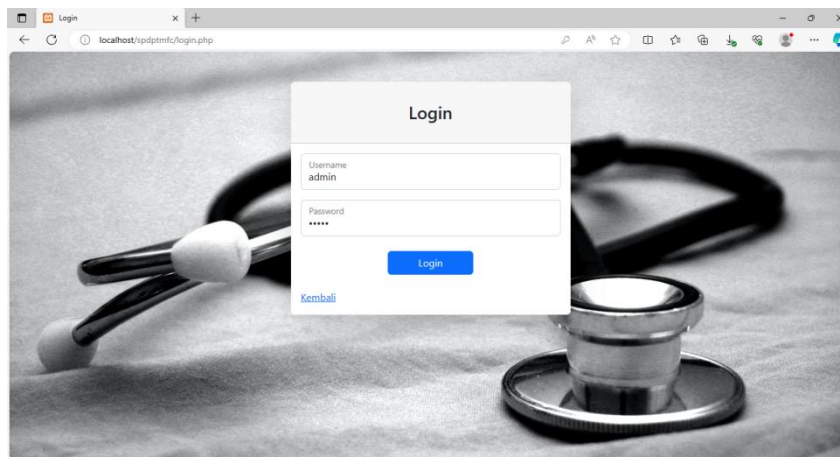 Login
localhost/spdptmfc/login.php
Login
Username
admin
Password
•••••
Login
Kembali